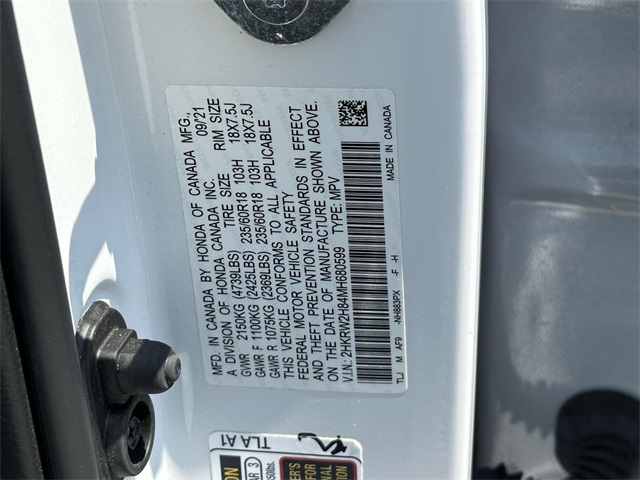 MFD. IN CANADA BY HONDA OF CANADA MFG.,
A DIVISION OF HONDA CANADA INC. 09/21
TIRE SIZE RIM SIZE
GVWR 2150KG (4739LBS) 235/60R18 103H 18X7.5J
GAWR F 1100KG (2425LBS) 235/60R18 103H 18X7.5J
GAWR R 1075KG (2369LBS)
THIS VEHICLE CONFORMS TO ALL APPLICABLE
FEDERAL MOTOR VEHICLE SAFETY
AND THEFT PREVENTION STANDARDS IN EFFECT
ON THE DATE OF MANUFACTURE SHOWN ABOVE.
V.I.N.: 2HKRW2H84MH680599 TYPE: MPV
TLJ M AF9 -NH883PX -F -H MADE IN CANADA
TLA A1